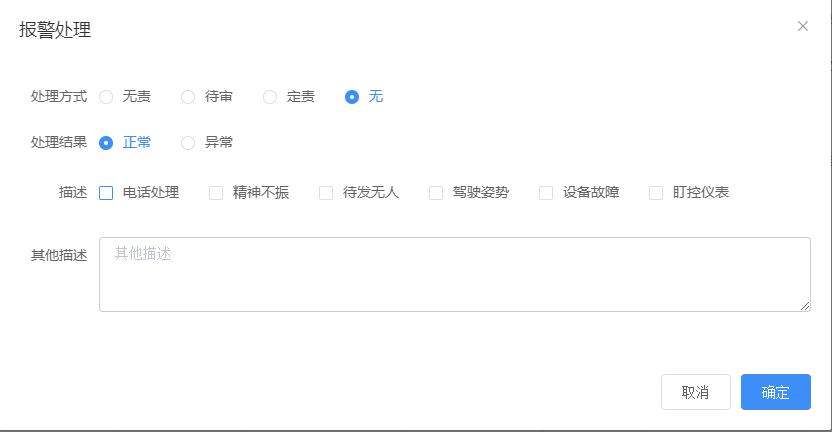 报警处理
处理方式 无责 待审 定责 无
处理结果 正常 异常
描述 电话处理 精神不振 待发无人 驾驶姿势 设备故障 盯控仪表
其他描述 其他描述
取消 确定